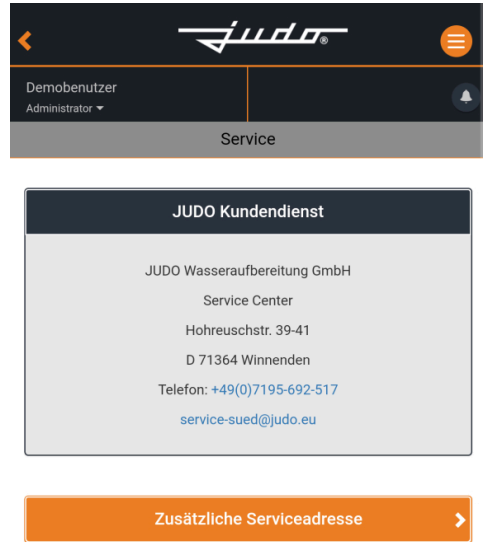 judo®
Demobenutzer
Administrator
Service
JUDO Kundendienst
JUDO Wasseraufbereitung GmbH
Service Center
Hohreuschstr. 39-41
D 71364 Winnenden
Telefon: +49(0)7195-692-517
service-sued@judo.eu
Zusätzliche Serviceadresse